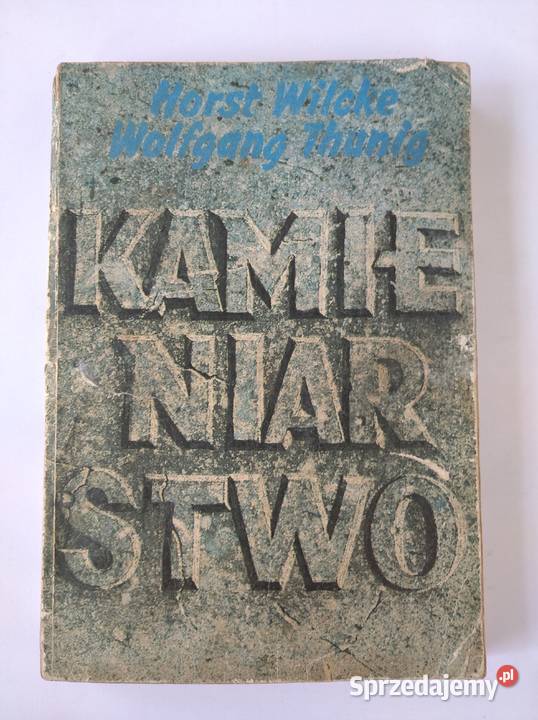 Horst Wilcke
Wolfgang Thunig
KAMIE
NIAR
STWO
Sprzedajemy.pl